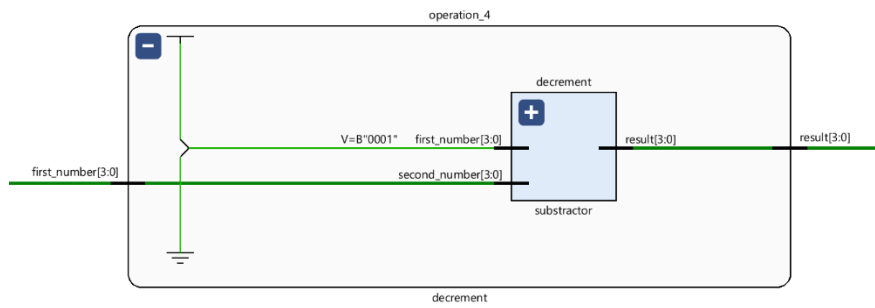 operation_4
decrement
V=B"0001"
first_number[3:0]
result[3:0]
result[3:0]
first_number[3:0]
second_number[3:0]
substractor
decrement